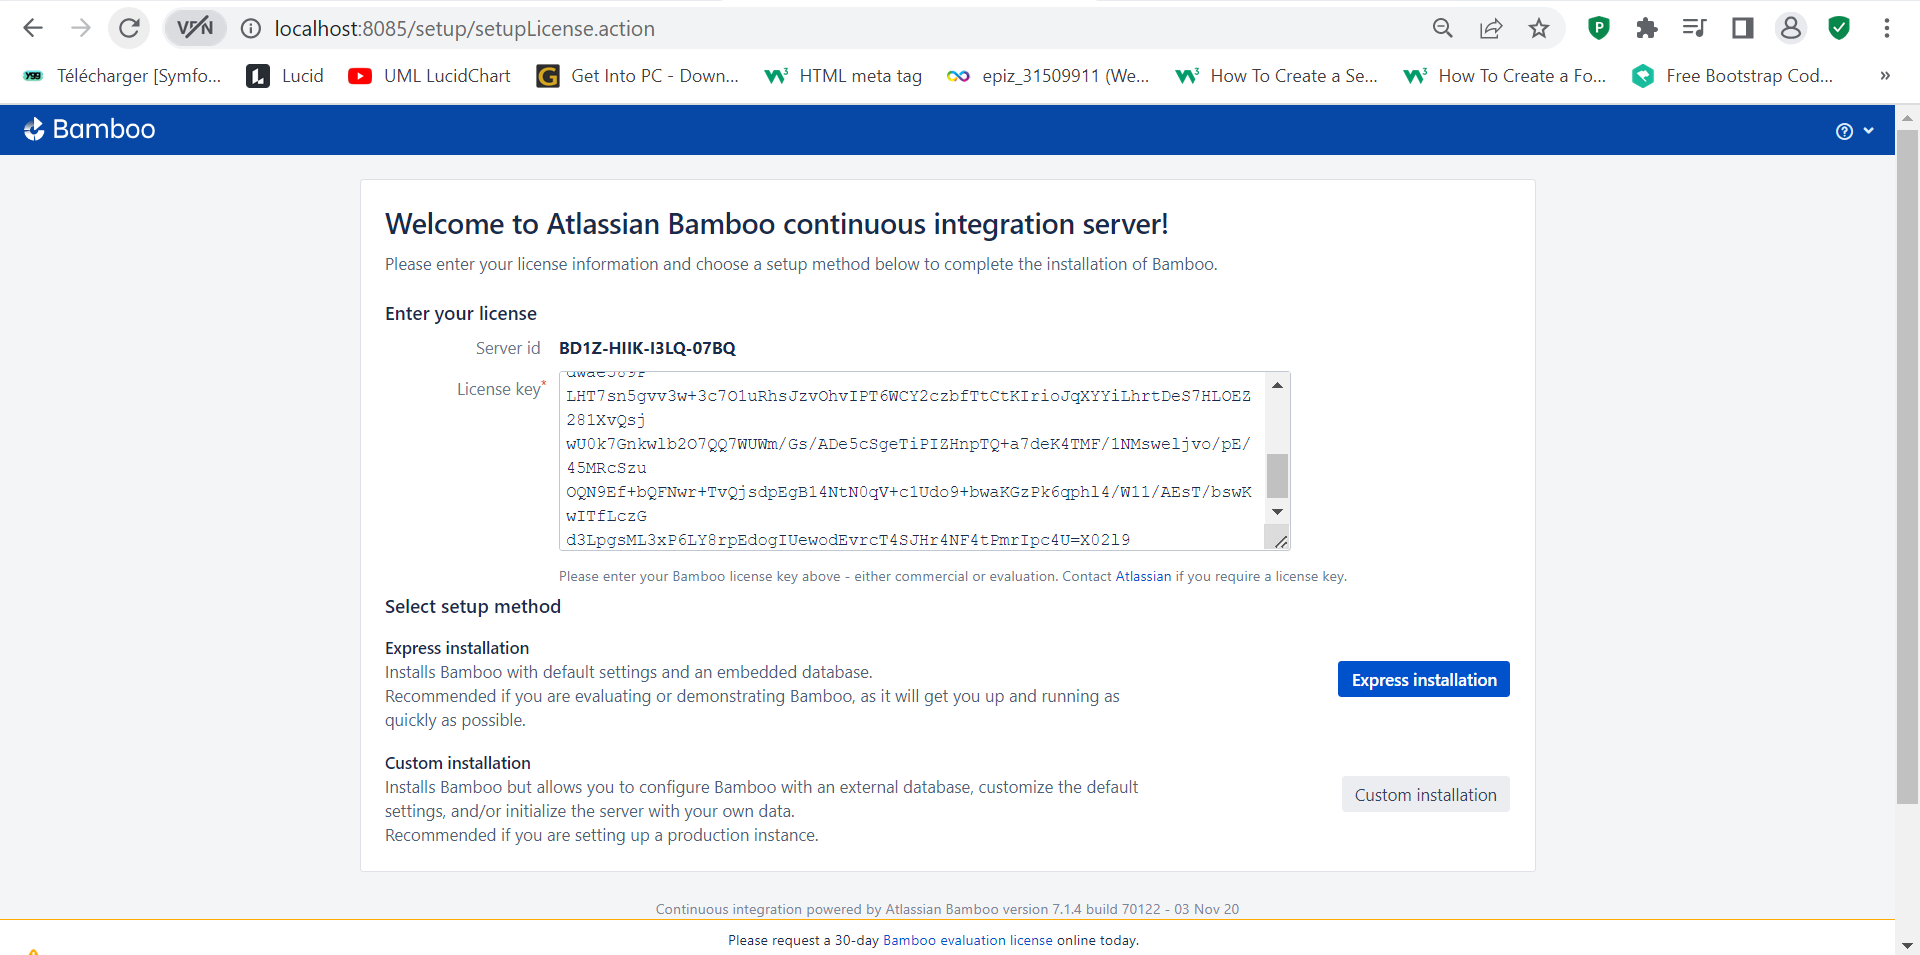 VPN
localhost:8085/setup/setupLicense.action
Télécharger [Symfo...
Lucid
UML LucidChart
Get Into PC - Down...
HTML meta tag
epiz_31509911 (We...
How To Create a Se...
How To Create a Fo...
Free Bootstrap Cod...
»
Bamboo
Welcome to Atlassian Bamboo continuous integration server!
Please enter your license information and choose a setup method below to complete the installation of Bamboo.
Enter your license
Server id BD1Z-HIIK-I3LQ-07BQ
License key*
LHT7sn5gvv3w+3c7O1uRhsJzvOhvIPT6WCY2czbfTtCtKIrioJqXYYiLhrtDeS7HLOEZ
281XvQsj
wU0k7Gnkwlb2O7QQ7WUWm/Gs/ADe5cSgeTiPIZHnpTQ+a7deK4TMF/1NMsweljvo/pE/
45MRcSzu
OQN9Ef+bQFNwr+TvQjsdpEgB14NtN0qV+c1Udo9+bwaKGzPk6qphl4/W11/AEsT/bswK
wITfLczG
d3LpgsML3xP6LY8rpEdogIUewodEvrcT4SJHr4NF4tPmrIpc4U=X02l9
Please enter your Bamboo license key above - either commercial or evaluation. Contact Atlassian if you require a license key.
Select setup method
Express installation
Installs Bamboo with default settings and an embedded database.
Recommended if you are evaluating or demonstrating Bamboo, as it will get you up and running as
quickly as possible.
Express installation
Custom installation
Installs Bamboo but allows you to configure Bamboo with an external database, customize the default
settings, and/or initialize the server with your own data.
Recommended if you are setting up a production instance.
Custom installation
Continuous integration powered by Atlassian Bamboo version 7.1.4 build 70122 - 03 Nov 20
Please request a 30-day Bamboo evaluation license online today.